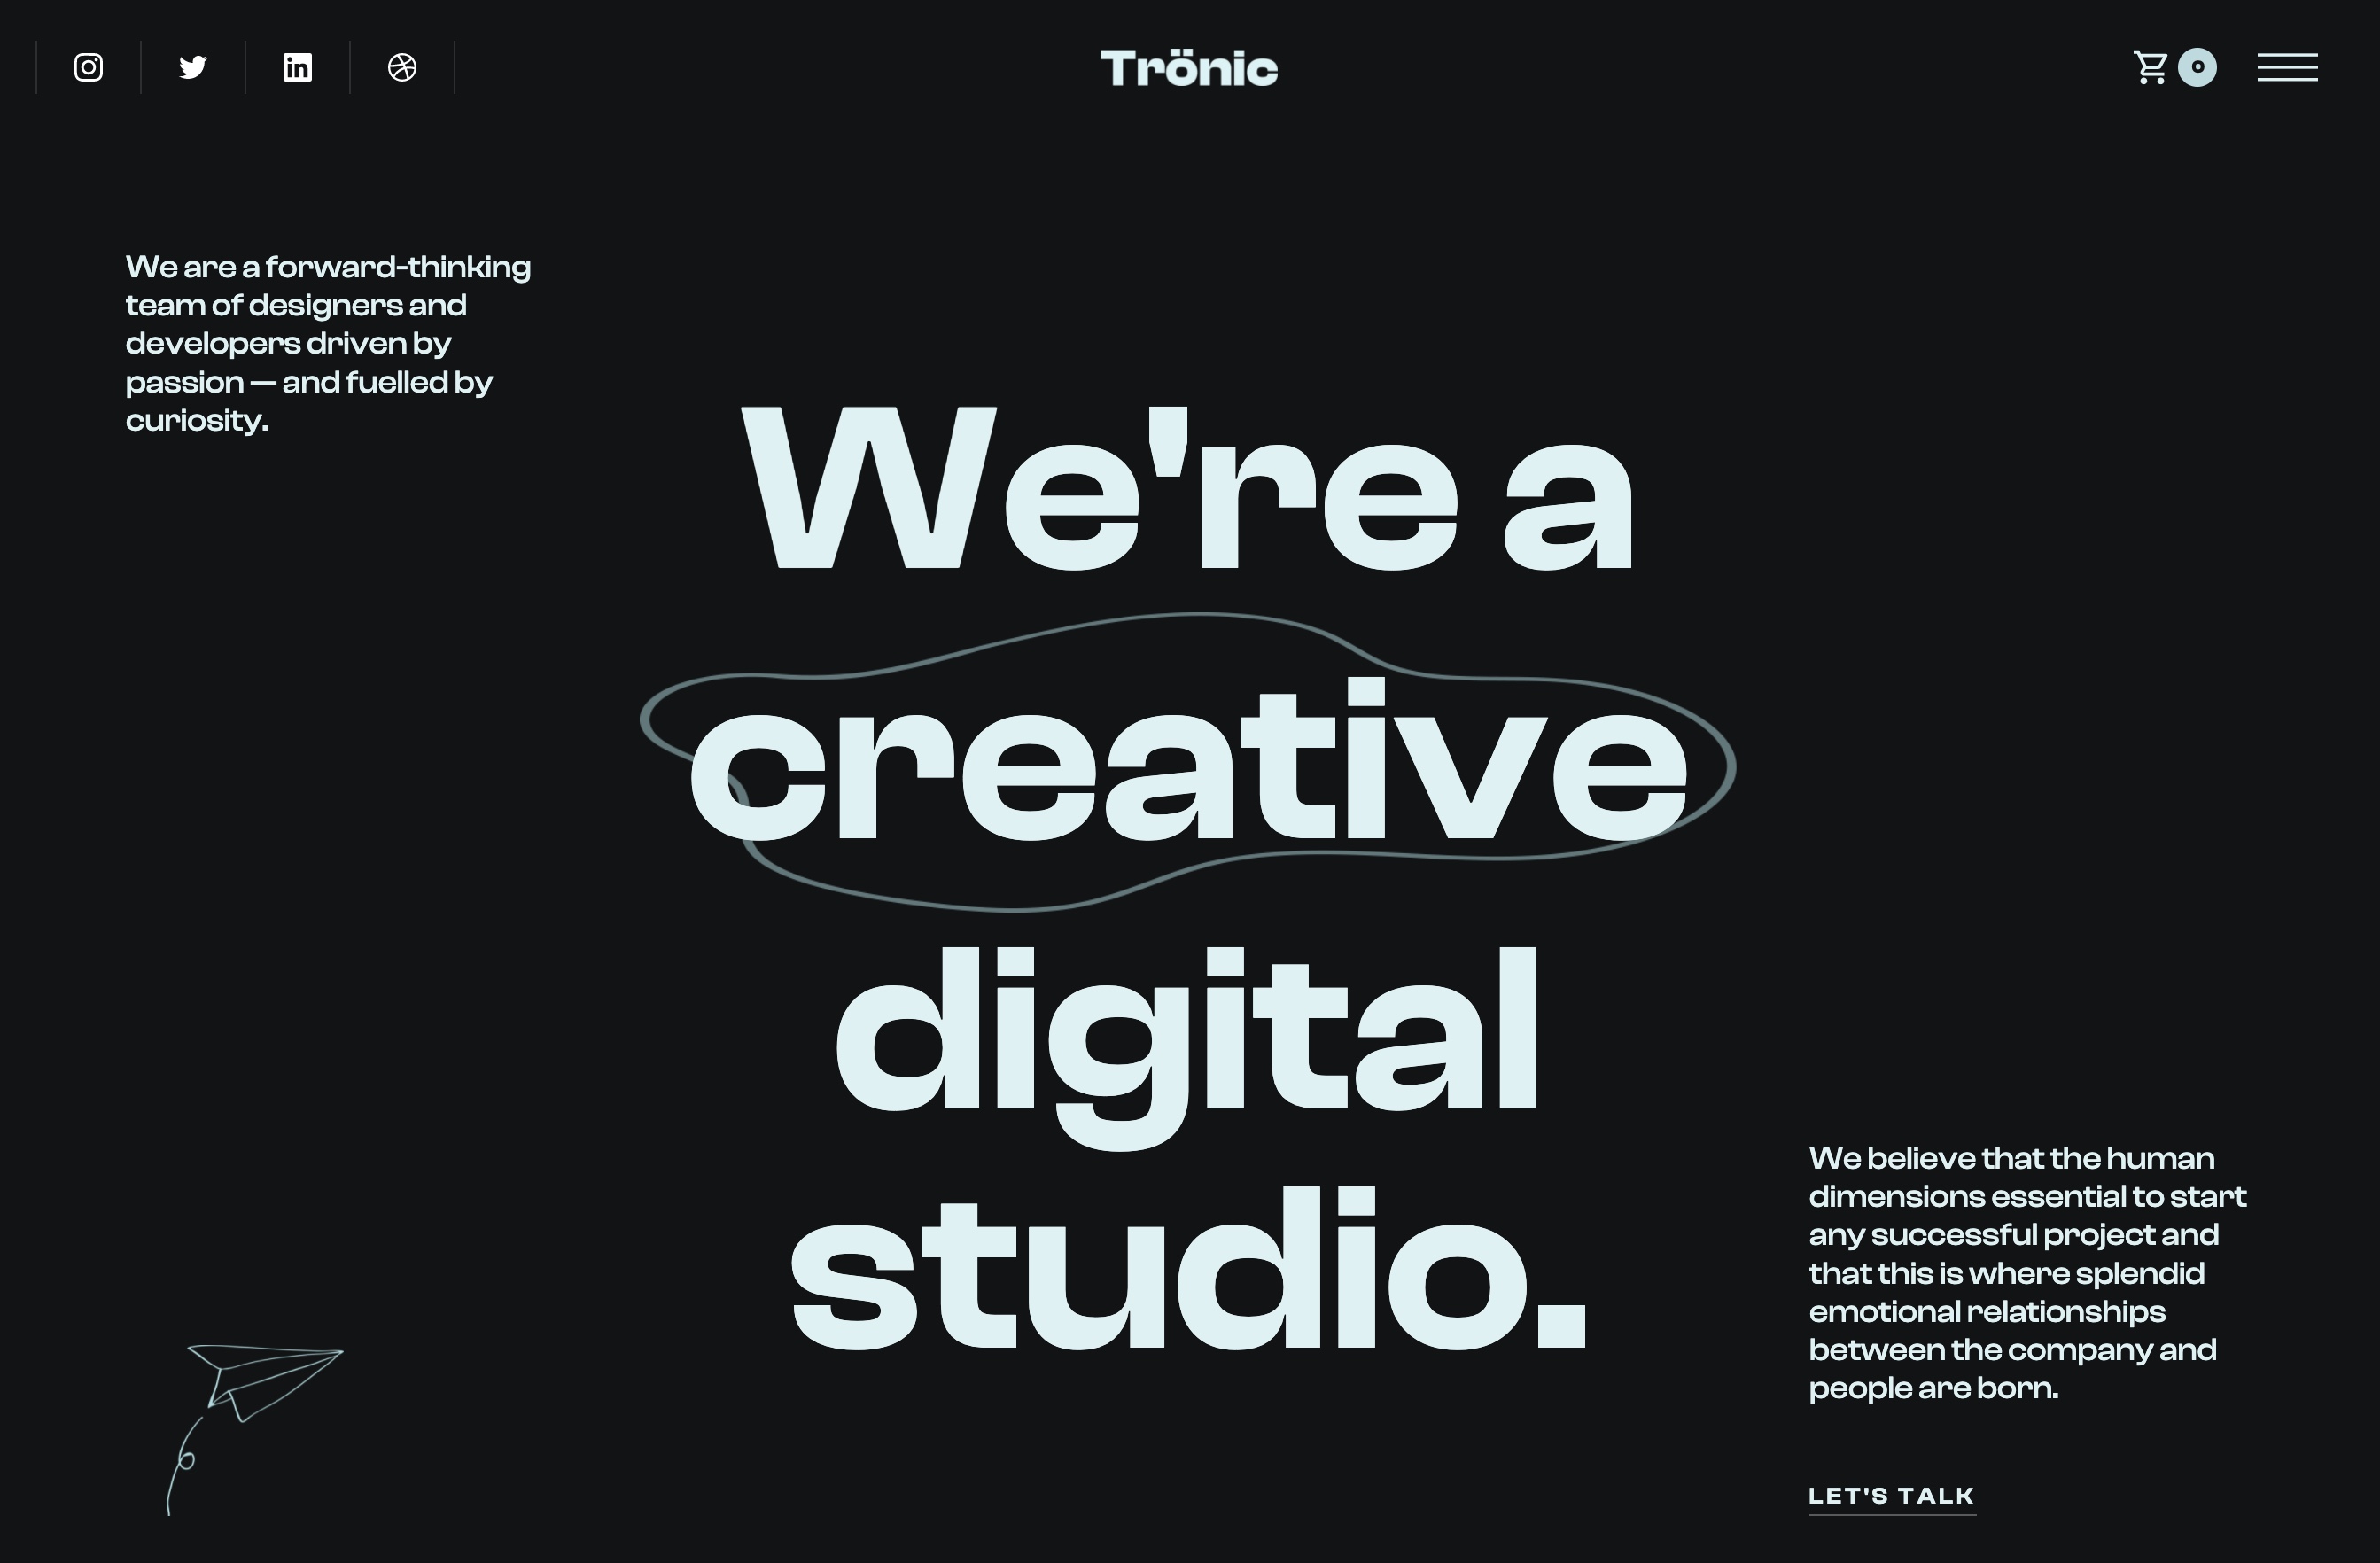 Trönic
0
We are a forward-thinking
team of designers and
developers driven by
passion — and fuelled by
curiosity.
We're a
creative
digital
studio.
We believe that the human
dimensions essential to start
any successful project and
that this is where splendid
emotional relationships
between the company and
people are born.
LET'S TALK